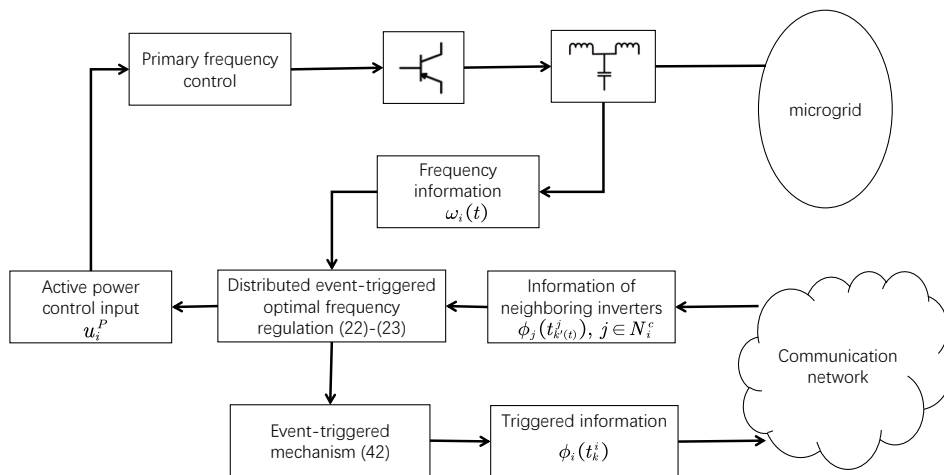 Primary frequency
control
microgrid
Frequency
information
ω_i(t)
Active power
control input
u_i^P
Distributed event-triggered
optimal frequency
regulation (22)-(23)
Information of
neighboring inverters
ϕ_j(t_{k'(t)}^j), j∈N_i^c
Communication
network
Event-triggered
mechanism (42)
Triggered information
ϕ_i(t_k^i)